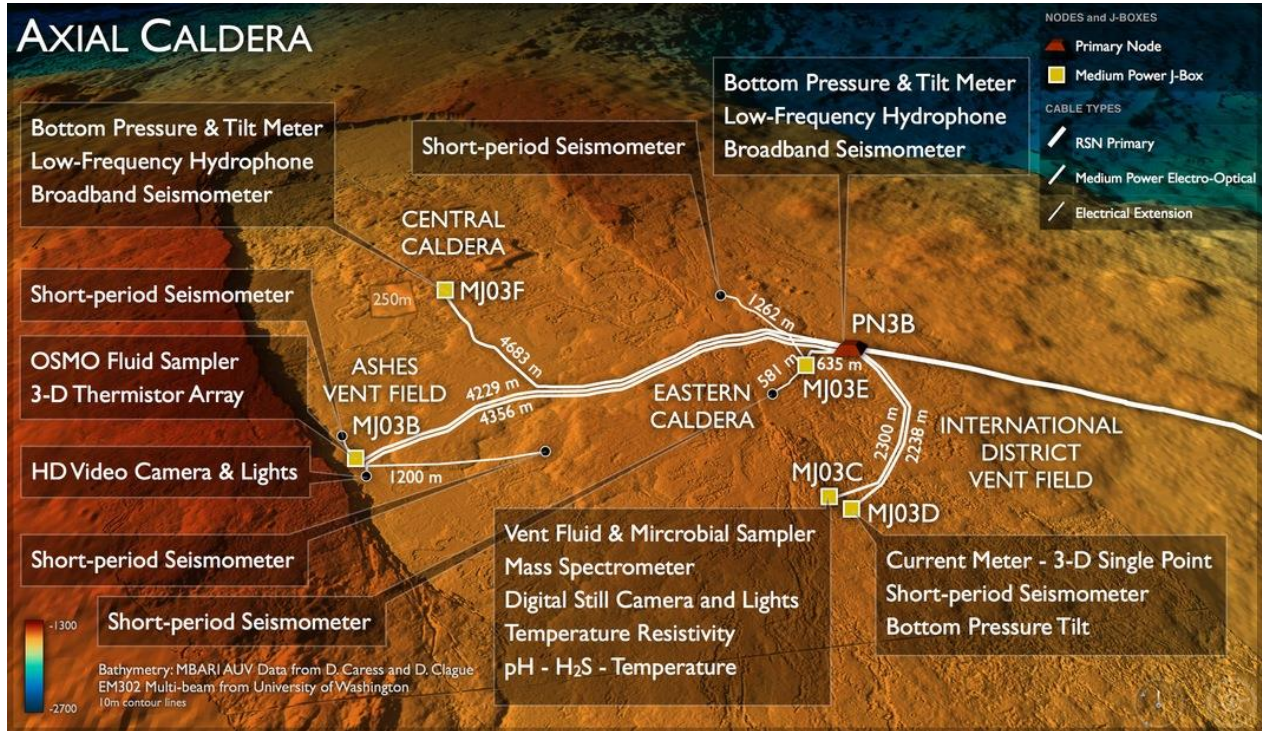 AXIAL CALDERA
NODES and J-BOXES
Primary Node
Medium Power J-Box
CABLE TYPES
RSN Primary
Medium Power Electro-Optical
Electrical Extension
Bottom Pressure & Tilt Meter
Low-Frequency Hydrophone
Broadband Seismometer
Short-period Seismometer
Bottom Pressure & Tilt Meter
Low-Frequency Hydrophone
Broadband Seismometer
CENTRAL
CALDERA
MJ03F
250m
Short-period Seismometer
1262 m
PN3B
4683 m
OSMO Fluid Sampler
3-D Thermistor Array
ASHES
VENT FIELD
MJ03B
4229 m
4356 m
581 m
635 m
MJ03E
EASTERN
CALDERA
2300 m
2238 m
INTERNATIONAL
DISTRICT
VENT FIELD
HD Video Camera & Lights
1200 m
MJ03C
MJ03D
Short-period Seismometer
Short-period Seismometer
Vent Fluid & Mircrobial Sampler
Mass Spectrometer
Digital Still Camera and Lights
Temperature Resistivity
pH - H₂S - Temperature
Current Meter - 3-D Single Point
Short-period Seismometer
Bottom Pressure Tilt
-1300
-2700
Bathymetry: MBARI AUV Data from D. Caress and D. Clague
EM302 Multi-beam from University of Washington
10m contour lines